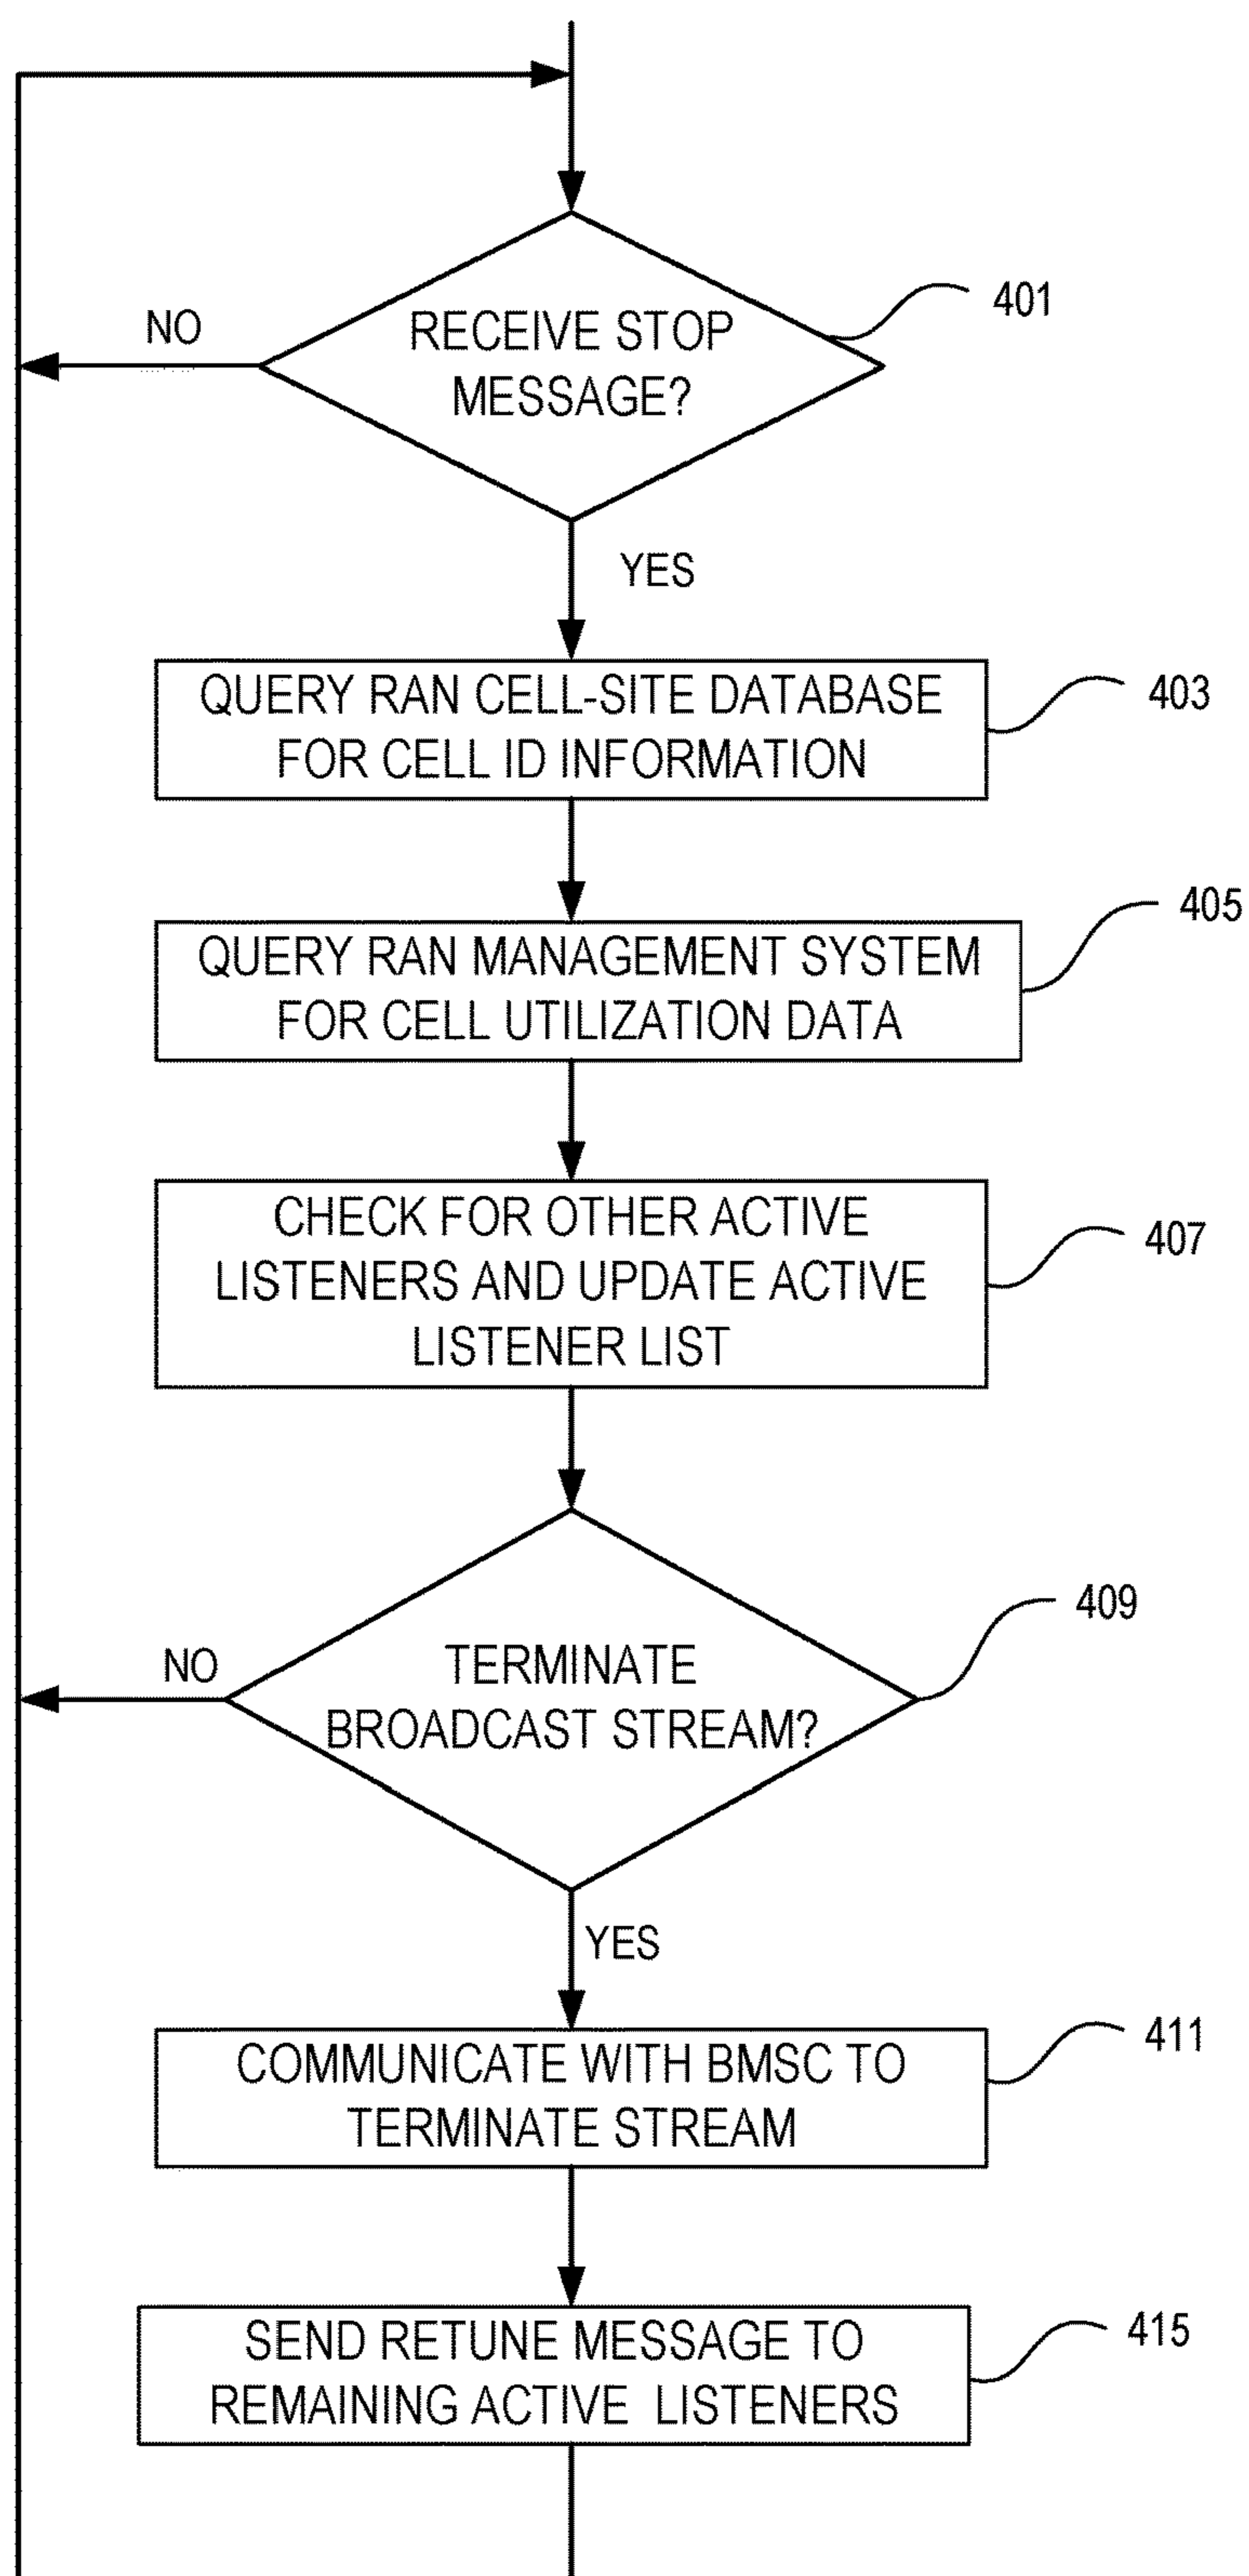 RECEIVE STOP
MESSAGE?
401
NO
YES
QUERY RAN CELL-SITE DATABASE
FOR CELL ID INFORMATION
403
QUERY RAN MANAGEMENT SYSTEM
FOR CELL UTILIZATION DATA
405
CHECK FOR OTHER ACTIVE
LISTENERS AND UPDATE ACTIVE
LISTENER LIST
407
TERMINATE
BROADCAST STREAM?
409
NO
YES
COMMUNICATE WITH BMSC TO
TERMINATE STREAM
411
SEND RETUNE MESSAGE TO
REMAINING ACTIVE LISTENERS
415